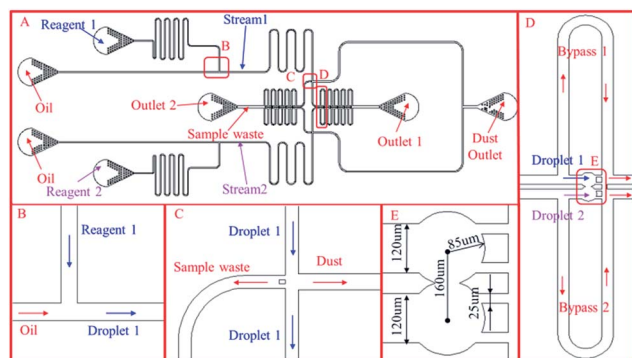 A
Reagent 1
Stream1
B
Oil
C
D
Outlet 2
Sample waste
Outlet 1
Dust
Outlet
Oil
Reagent 2
Stream2
B
Reagent 1
Oil
Droplet 1
C
Droplet 1
Sample waste
Dust
Droplet 1
E
120um
85um
160um
25um
120um
D
Bypass 1
Droplet 1
E
Droplet 2
Bypass 2